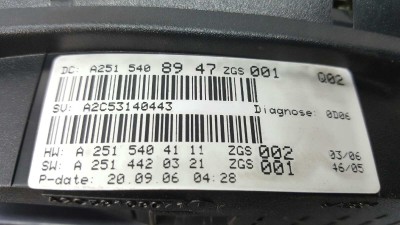 DC: A251 540 89 47 ZGS 001 Q02
SV: A2C53140443 Diagnose: 0D06
HW: A 251 540 41 11 ZGS 002 03/06
SW: A 251 442 03 21 ZGS 001 46/05
P-date: 20.09.06 04:28